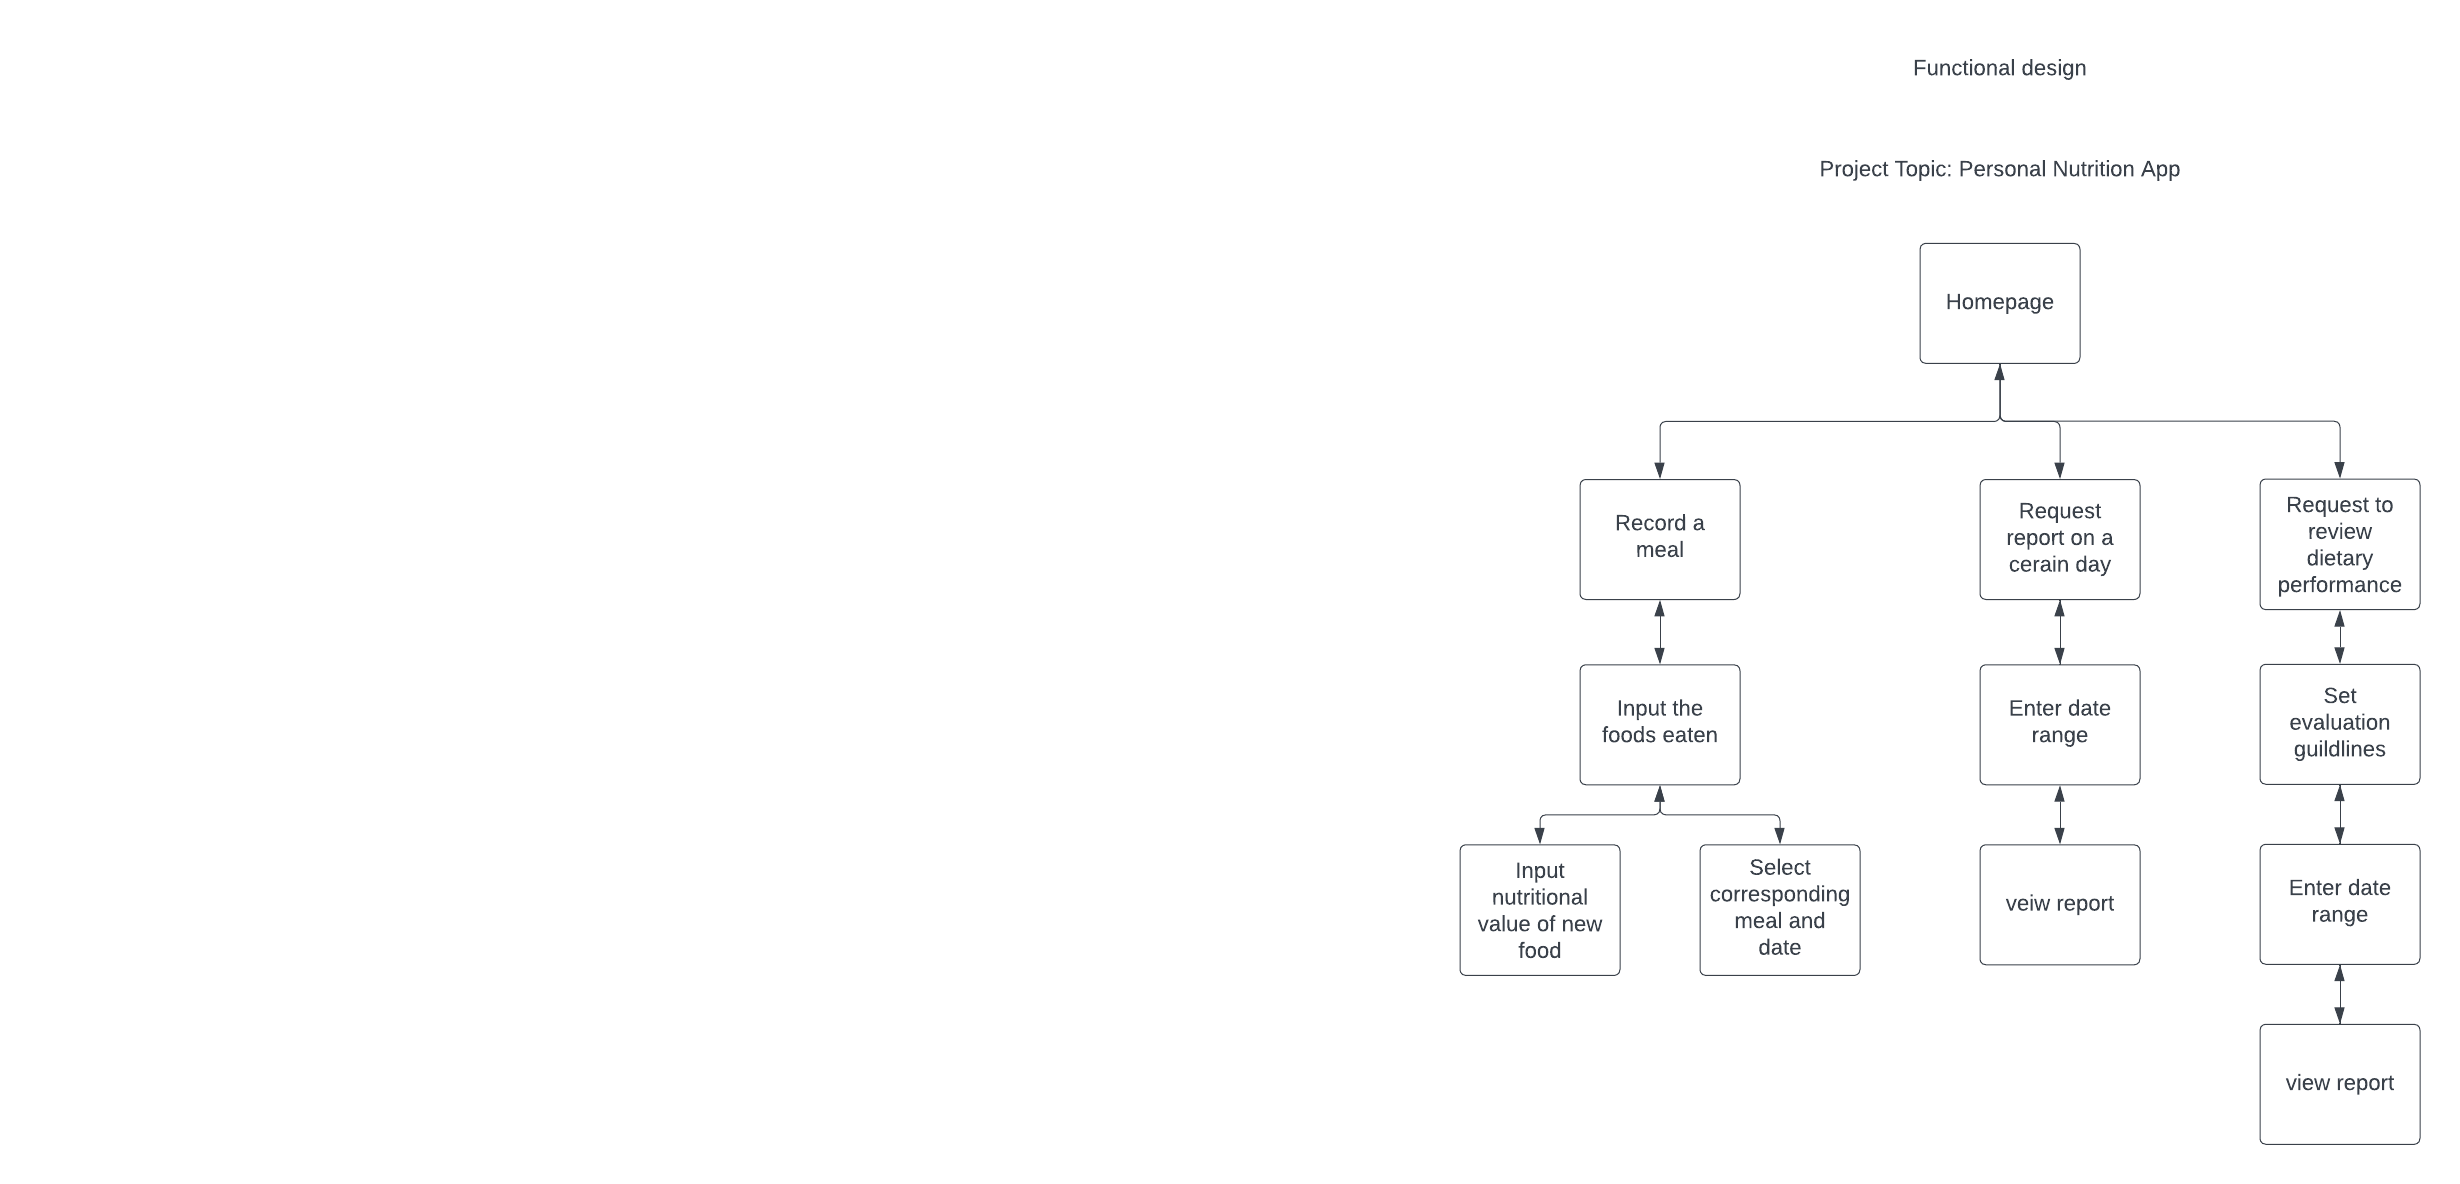 Functional design
Project Topic: Personal Nutrition App
Homepage
Record a
meal
Request
report on a
cerain day
Request to
review
dietary
performance
Input the
foods eaten
Enter date
range
Set
evaluation
guildlines
Input
nutritional
value of new
food
Select
corresponding
meal and
date
veiw report
Enter date
range
view report